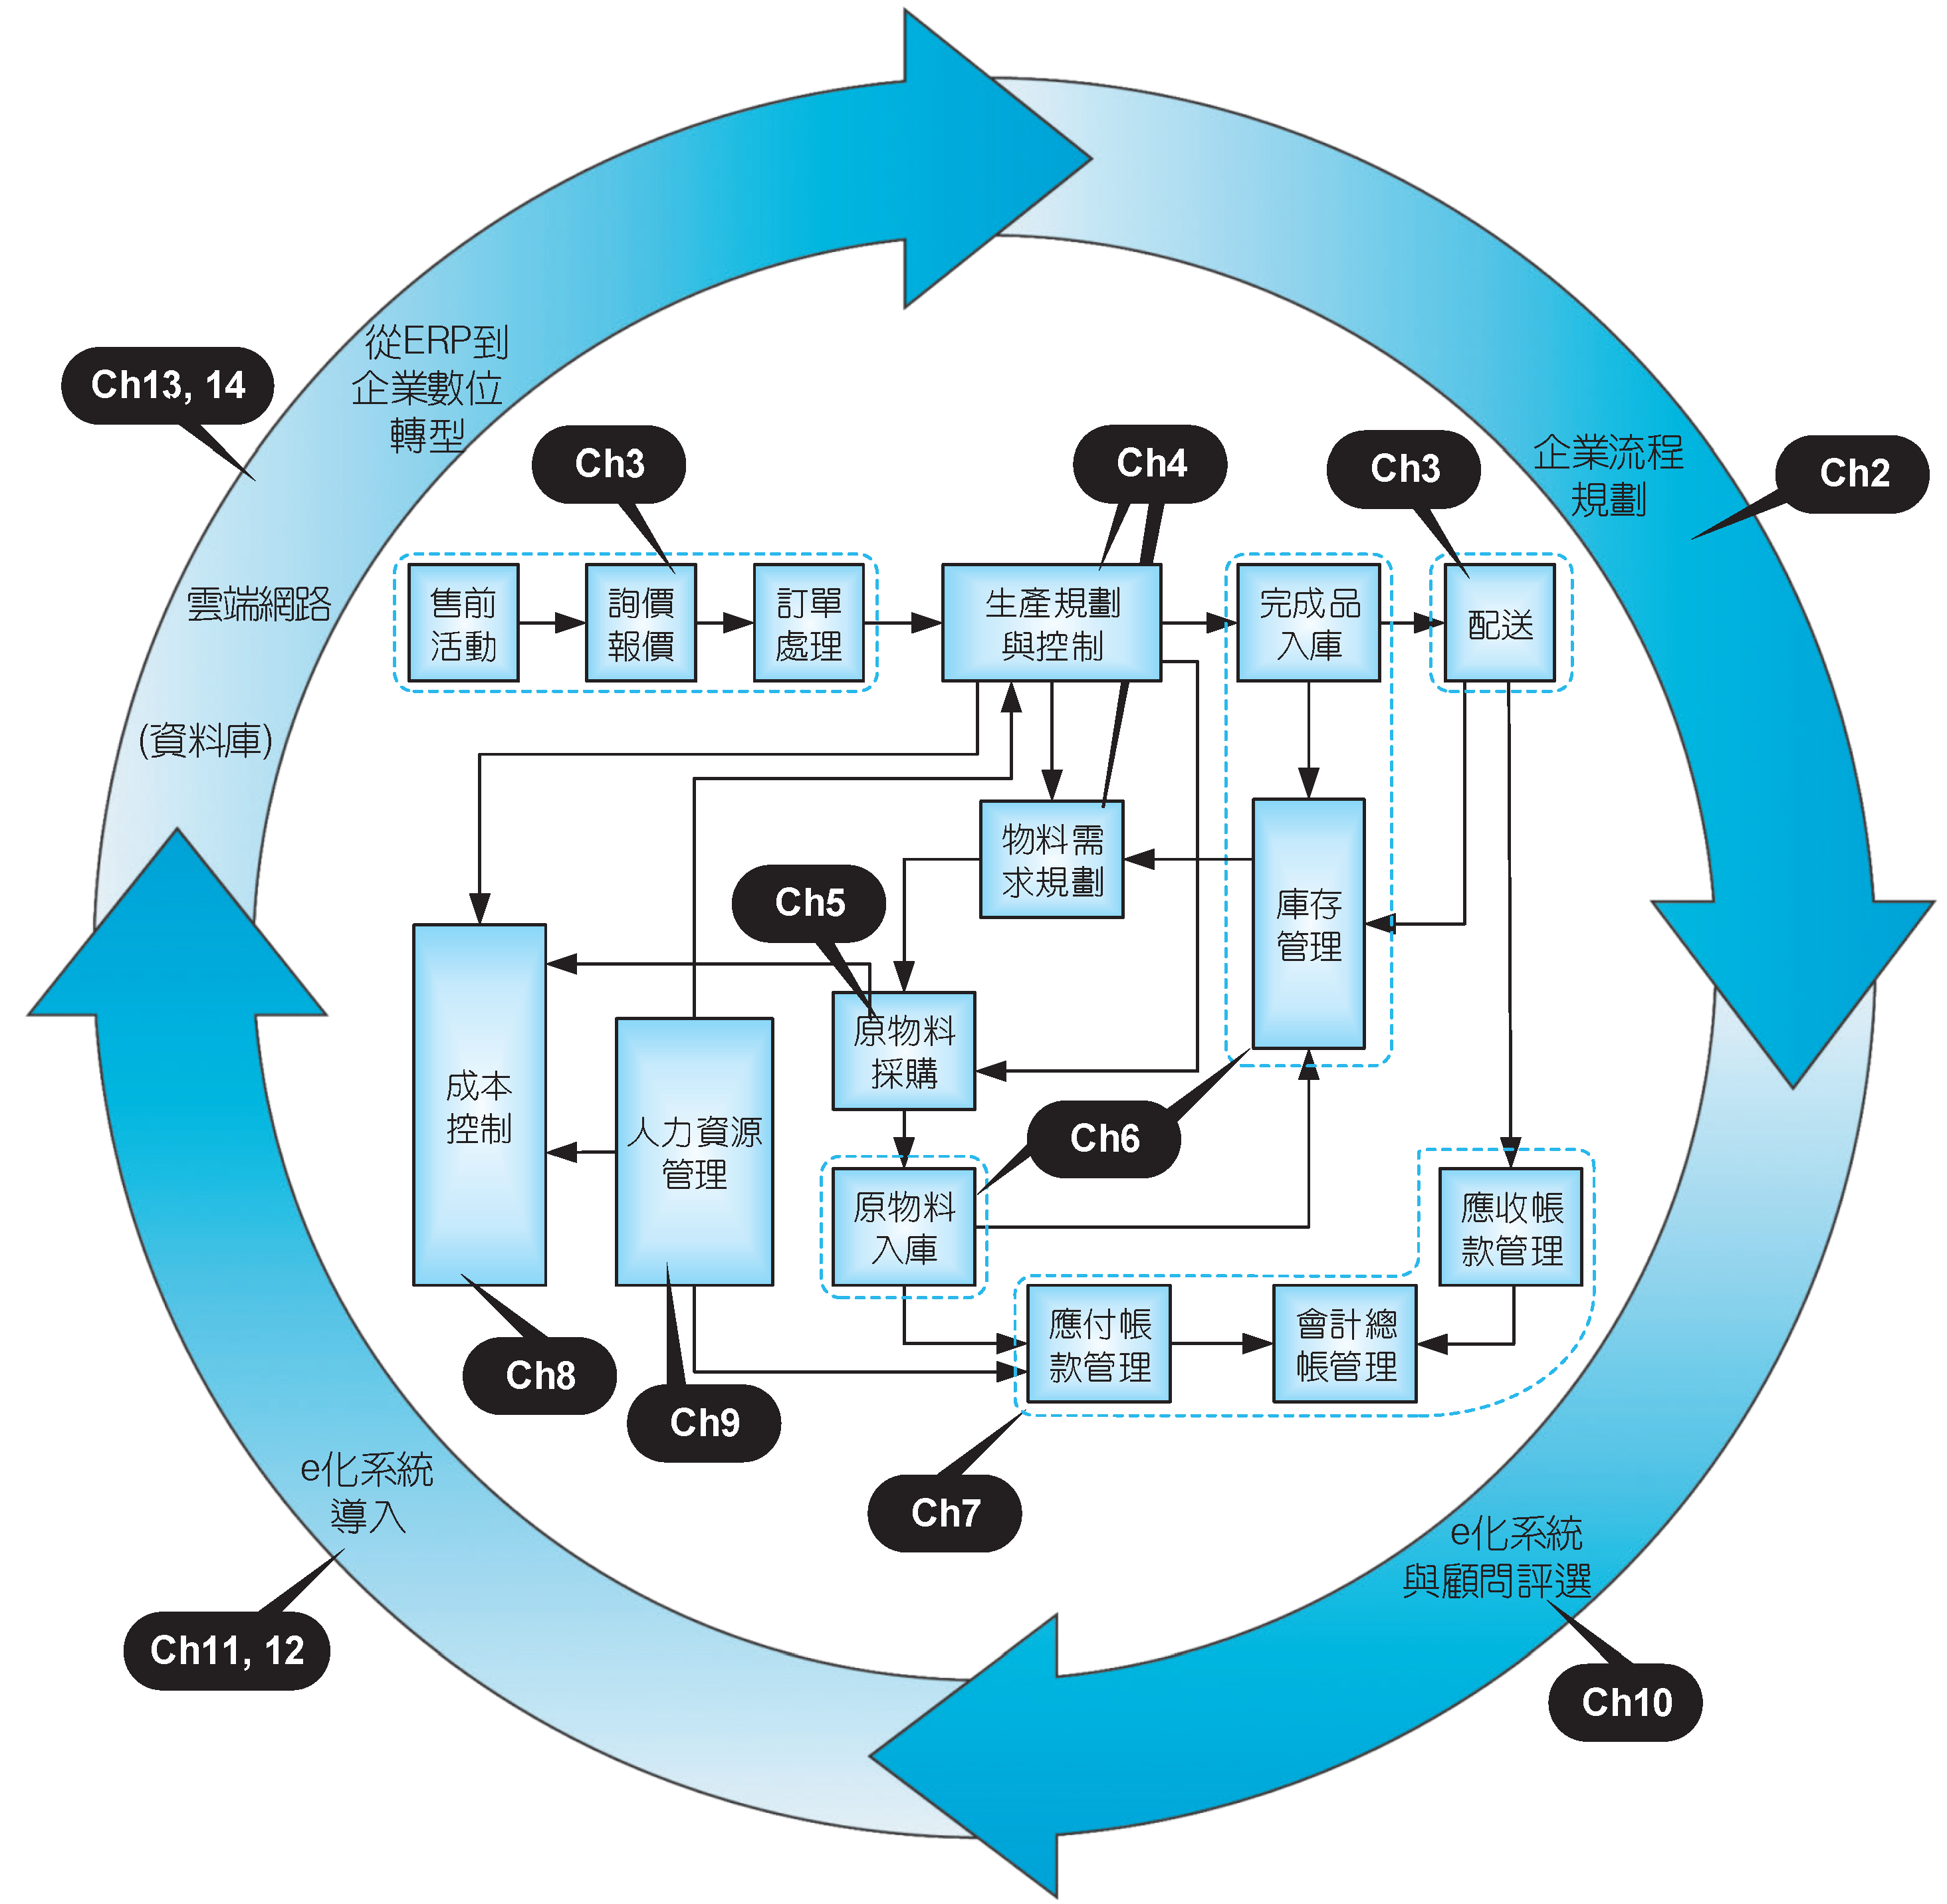 從ERP到
企業數位
轉型
Ch13, 14
雲端網路
(資料庫)
企業流程
規劃
Ch2
Ch3
Ch4
Ch3
售前
活動
詢價
報價
訂單
處理
生產規劃
與控制
完成品
入庫
配送
物料需
求規劃
庫存
管理
Ch5
原物料
採購
成本
控制
人力資源
管理
Ch6
原物料
入庫
應收帳
款管理
應付帳
款管理
會計總
帳管理
Ch8
Ch9
Ch7
e化系統
導入
Ch11, 12
e化系統
與顧問評選
Ch10